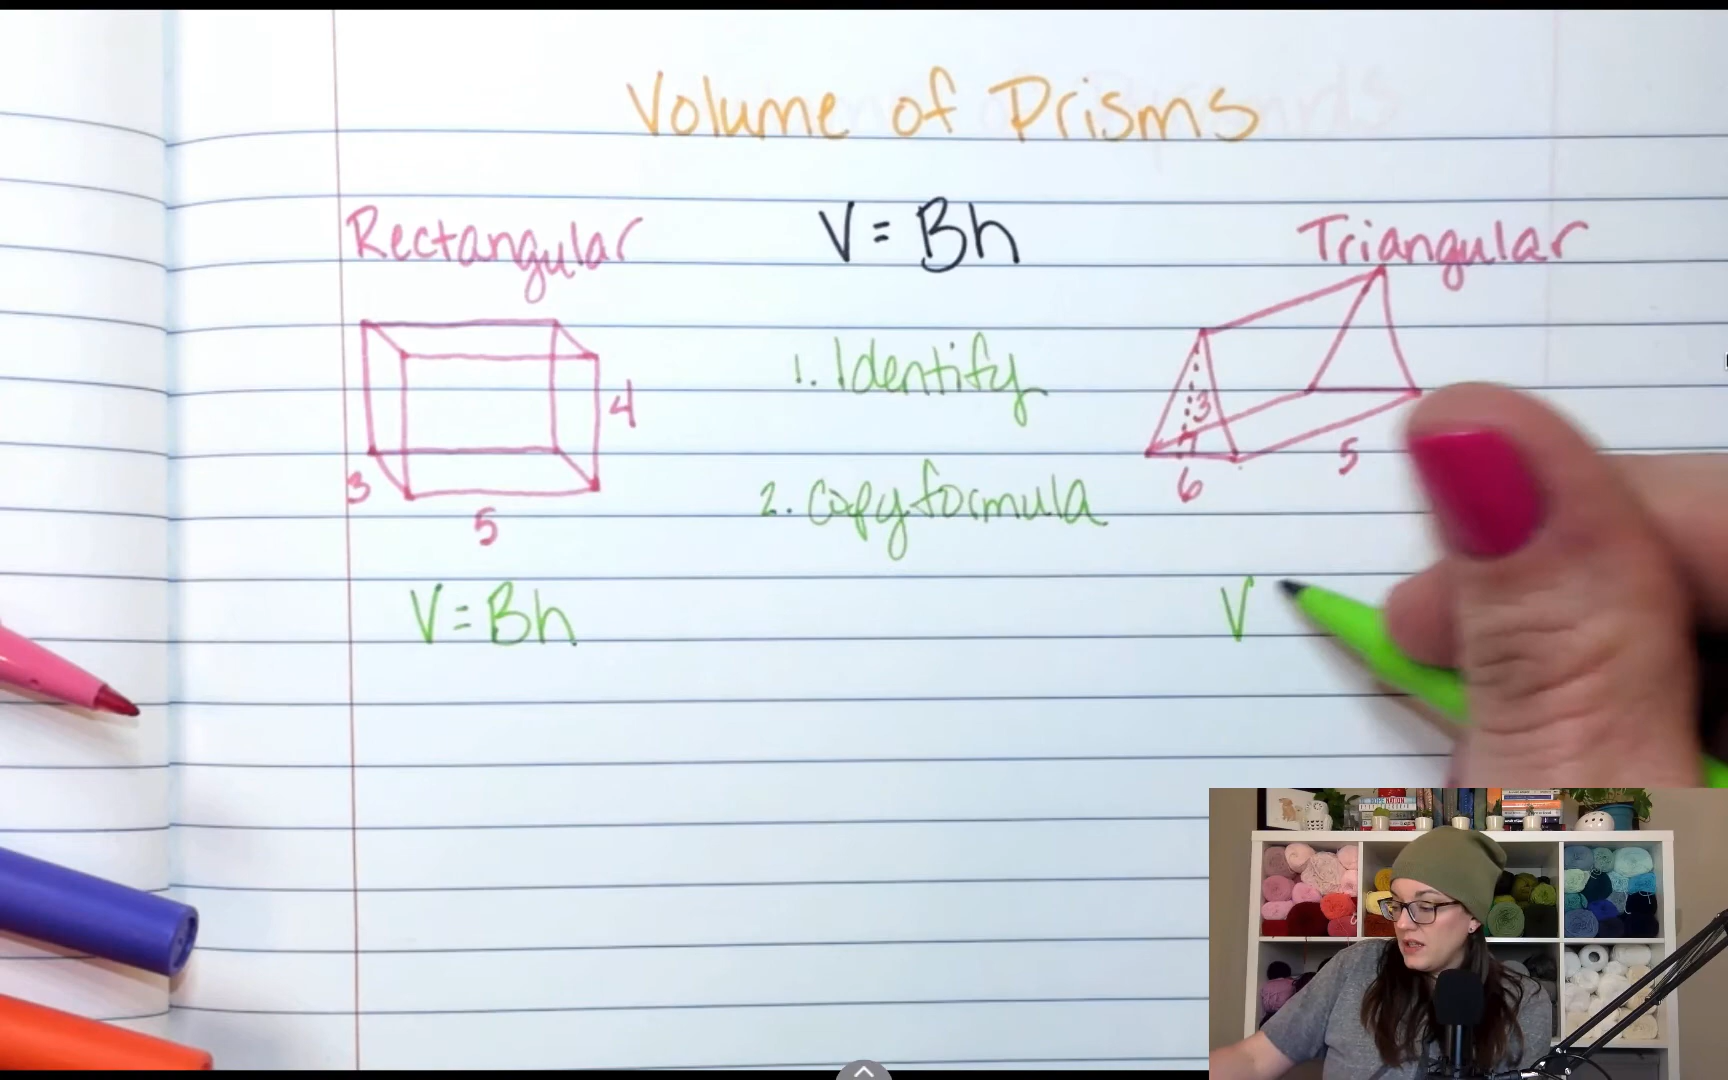 Volume of Prisms
Rectangular
V = Bh
Triangular
1. Identify
4
3
3
5
2. Copy formula
6
5
V = Bh
V